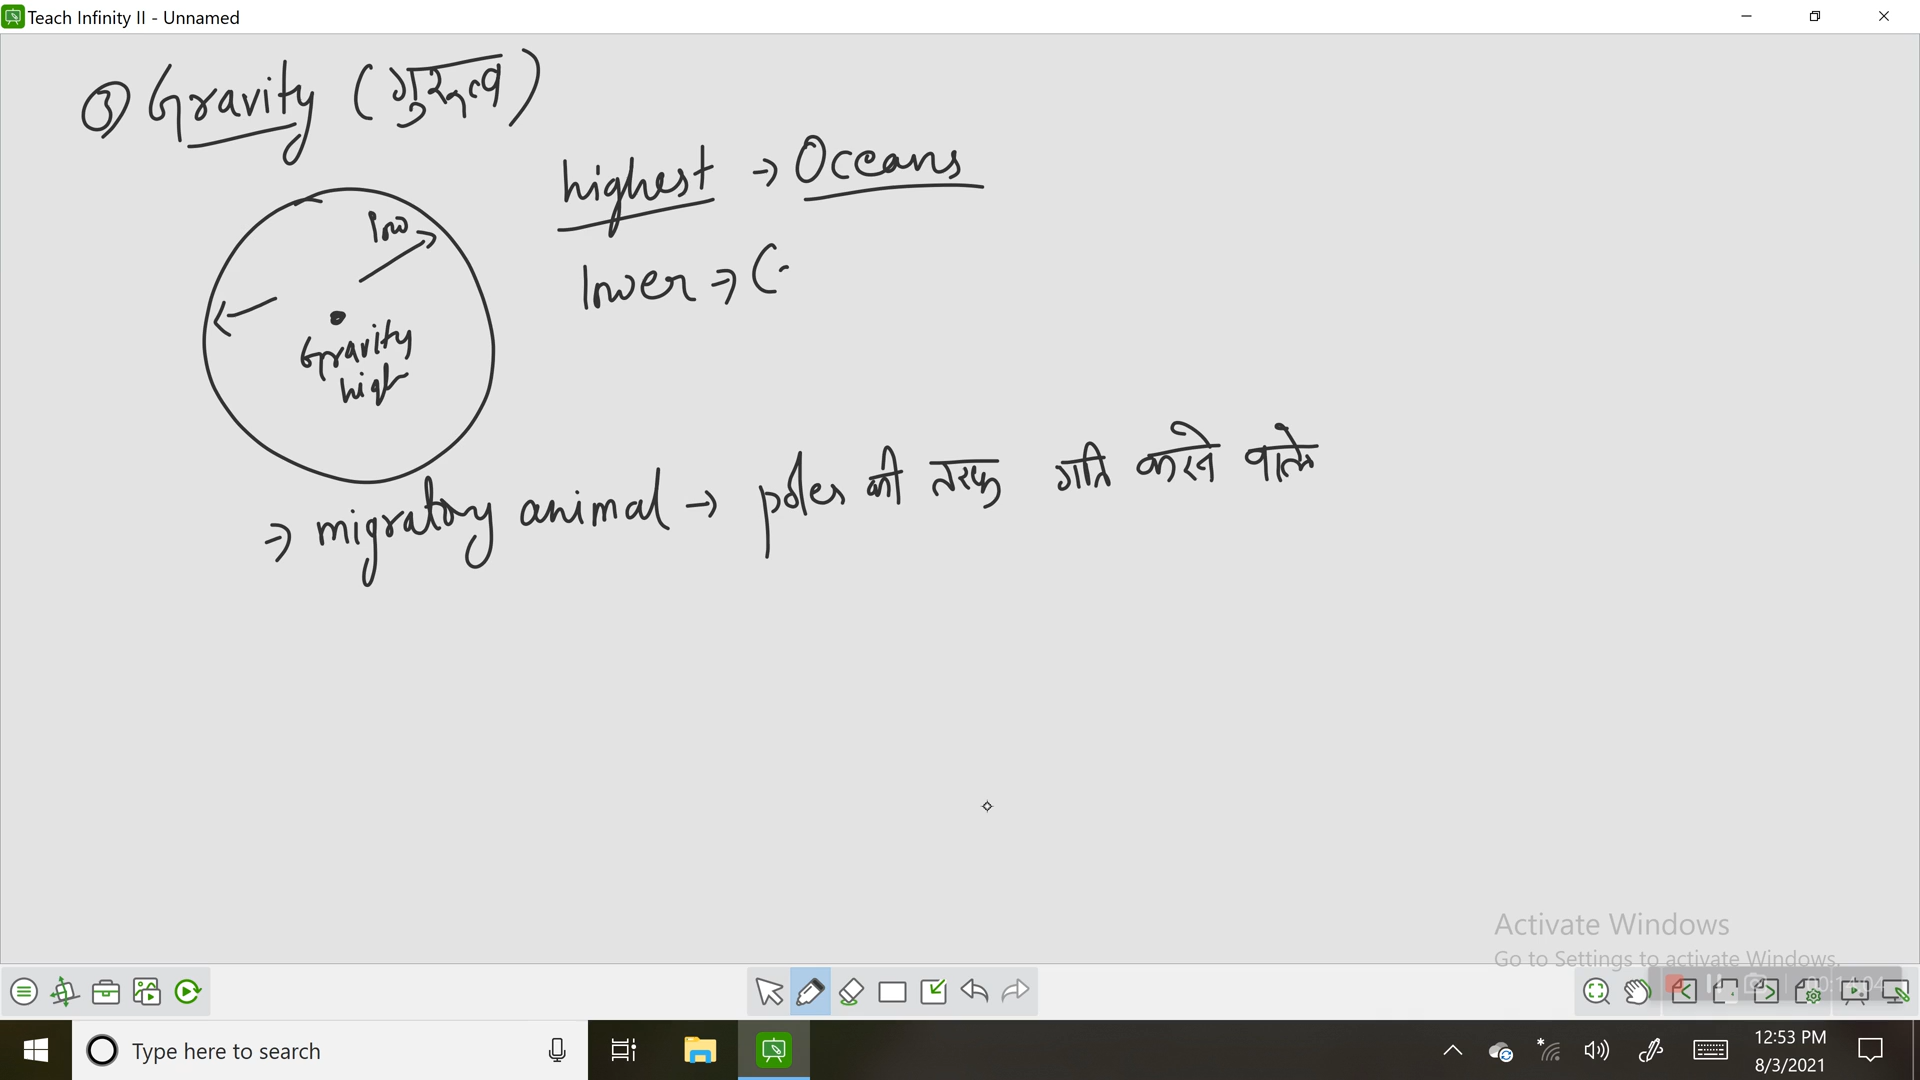 Teach Infinity II - Unnamed
③ Gravity (गुरुत्व)
highest → Oceans
low
lower → (
Gravity
high
→ migratory animal → poles की तरफ गति करने वाले
Activate Windows
Go to Settings to activate Windows.
Type here to search
12:53 PM
8/3/2021